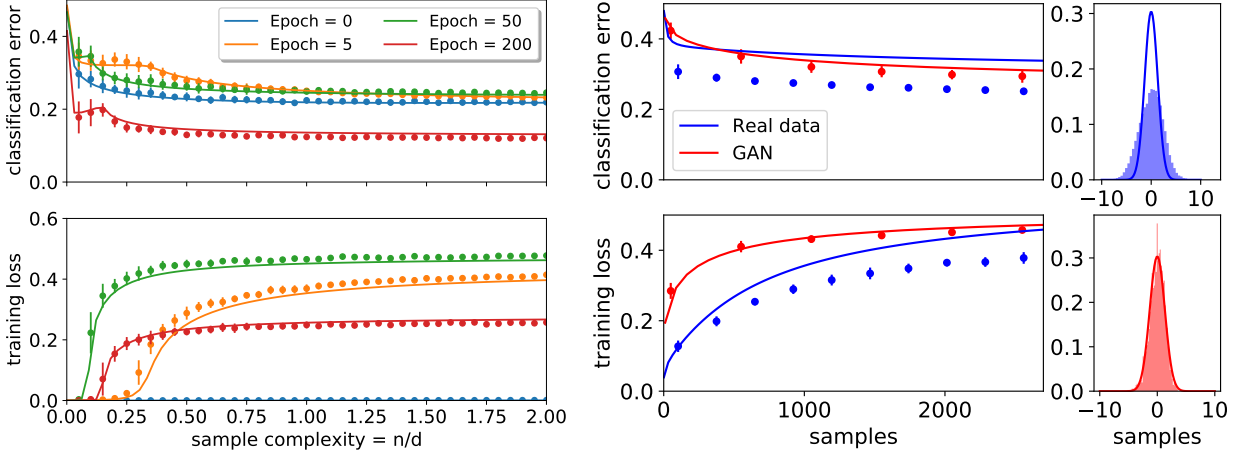 classification error
0.4
0.2
0.0
Epoch = 0
Epoch = 5
Epoch = 50
Epoch = 200
training loss
0.6
0.4
0.2
0.0
0.00 0.25 0.50 0.75 1.00 1.25 1.50 1.75 2.00
sample complexity = n/d
classification error
0.4
0.2
0.0
Real data
GAN
0.3
0.2
0.1
0.0
−10 0 10
training loss
0.4
0.2
0.0
0 1000 2000
samples
0.3
0.2
0.1
0.0
−10 0 10
samples